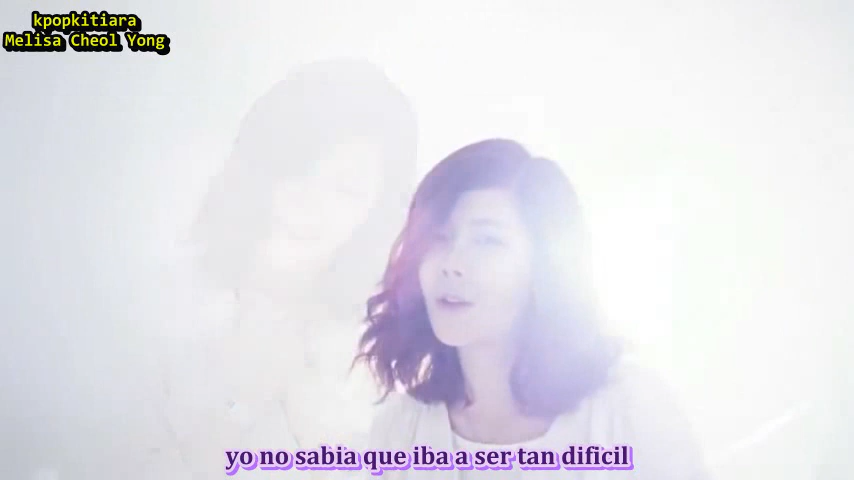 kpopkitiara
Melisa Cheol Yong
yo no sabia que iba a ser tan dificil